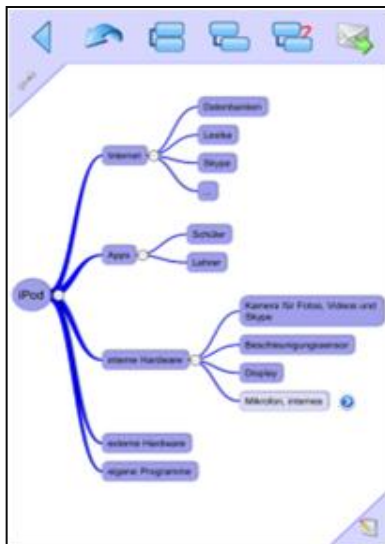 Datenbanken
Lexika
Internet
Skype
...
Schüler
Apps
Lehrer
iPod
Kamera für Fotos, Videos und
Skype
Beschleunigungssensor
interne Hardware
Display
Mikrofon, internes
externe Hardware
eigene Programme